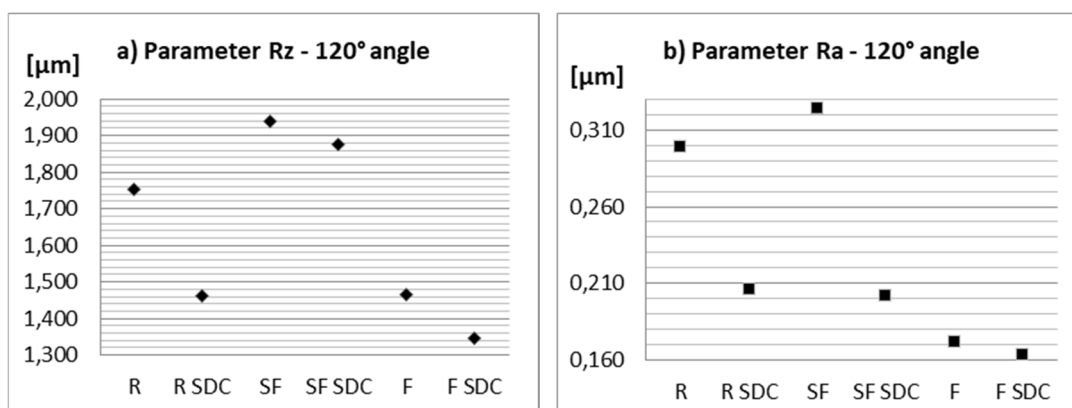 a) Parameter Rz - 120° angle
[µm]
2,000
1,900
1,800
1,700
1,600
1,500
1,400
1,300
R R SDC SF SF SDC F F SDC
b) Parameter Ra - 120° angle
[µm]
0,310
0,260
0,210
0,160
R R SDC SF SF SDC F F SDC